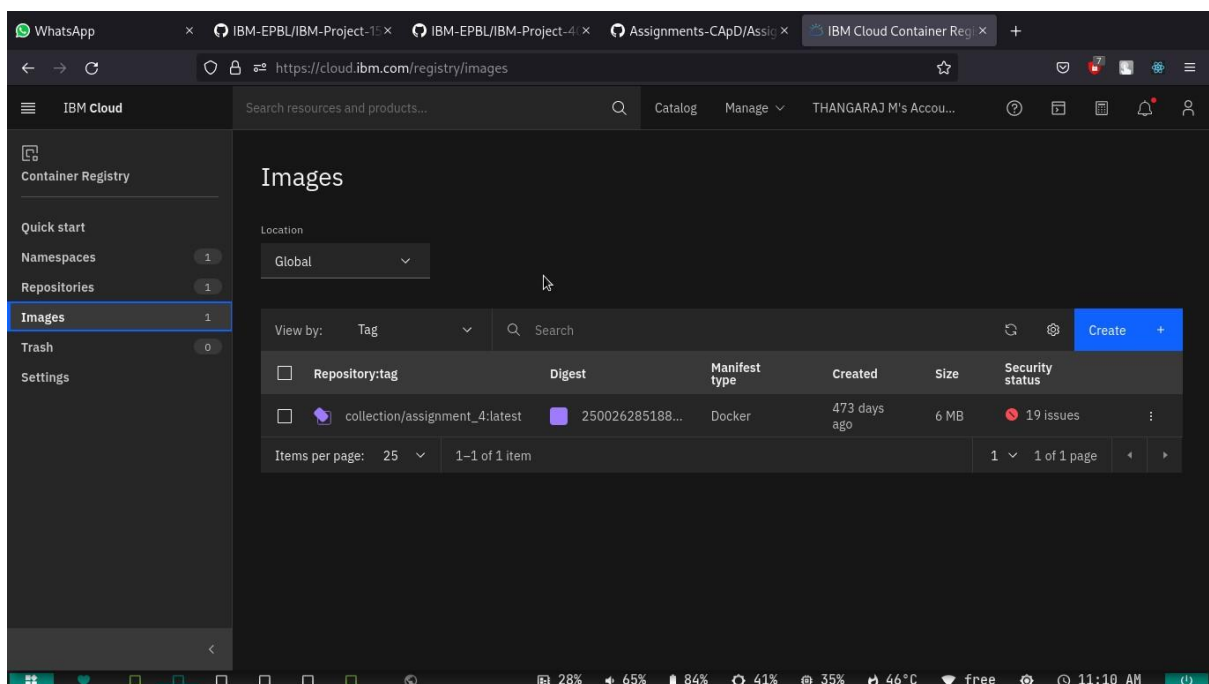 WhatsApp
IBM-EPBL/IBM-Project-15
IBM-EPBL/IBM-Project-4
Assignments-CApD/Assig
IBM Cloud Container Regi
https://cloud.ibm.com/registry/images
7
IBM Cloud
Search resources and products...
Catalog
Manage
THANGARAJ M's Accou...
Container Registry
Quick start
Namespaces 1
Repositories 1
Images 1
Trash 0
Settings
Images
Location
Global
View by: Tag
Search
Create +
Repository:tag Digest Manifest type Created Size Security status
collection/assignment_4:latest 250026285188... Docker 473 days ago 6 MB 19 issues
Items per page: 25 1–1 of 1 item 1 1 of 1 page
28% 65% 84% 41% 35% 46°C free 11:10 AM